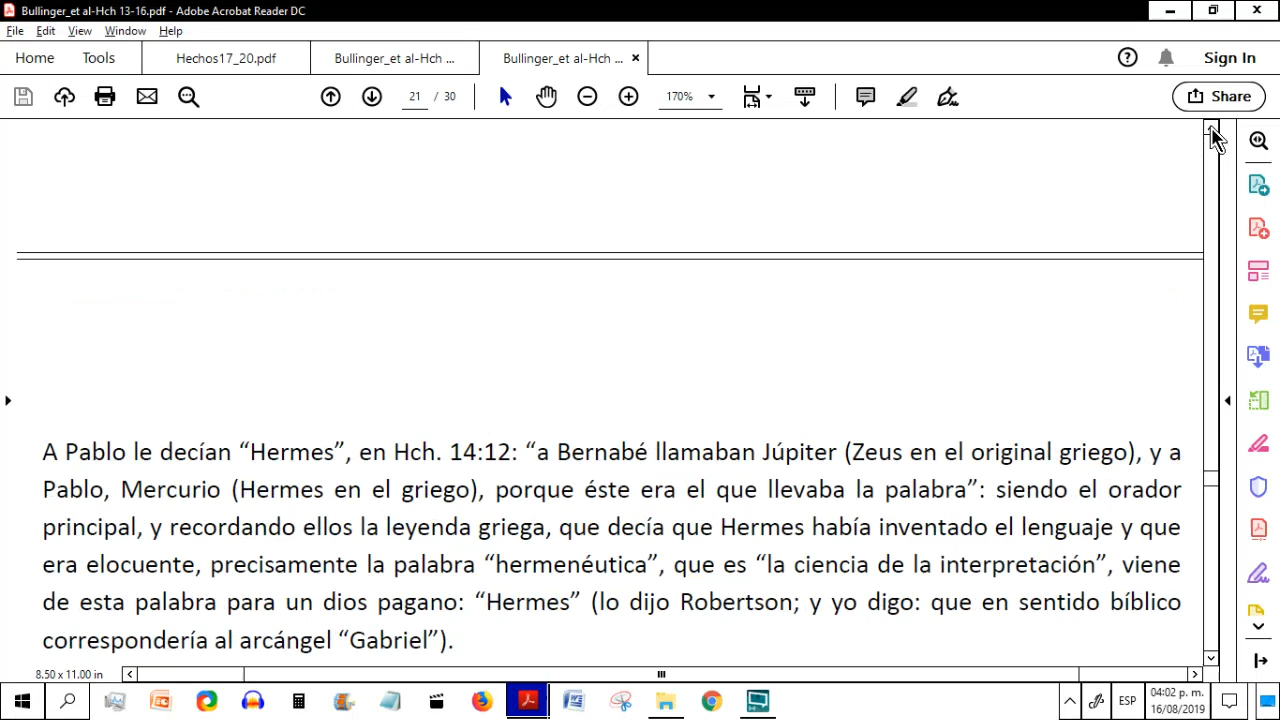 Bullinger_et al-Hch 13-16.pdf - Adobe Acrobat Reader DC
File Edit View Window Help
Home Tools Hechos17_20.pdf Bullinger_et al-Hch ... Bullinger_et al-Hch ... × Sign In
21 / 30 170% Share
A Pablo le decían “Hermes”, en Hch. 14:12: “a Bernabé llamaban Júpiter (Zeus en el original griego), y a
Pablo, Mercurio (Hermes en el griego), porque éste era el que llevaba la palabra”: siendo el orador
principal, y recordando ellos la leyenda griega, que decía que Hermes había inventado el lenguaje y que
era elocuente, precisamente la palabra “hermenéutica”, que es “la ciencia de la interpretación”, viene
de esta palabra para un dios pagano: “Hermes” (lo dijo Robertson; y yo digo: que en sentido bíblico
correspondería al arcángel “Gabriel”).
8.50 x 11.00 in
ESP 04:02 p. m.
16/08/2019